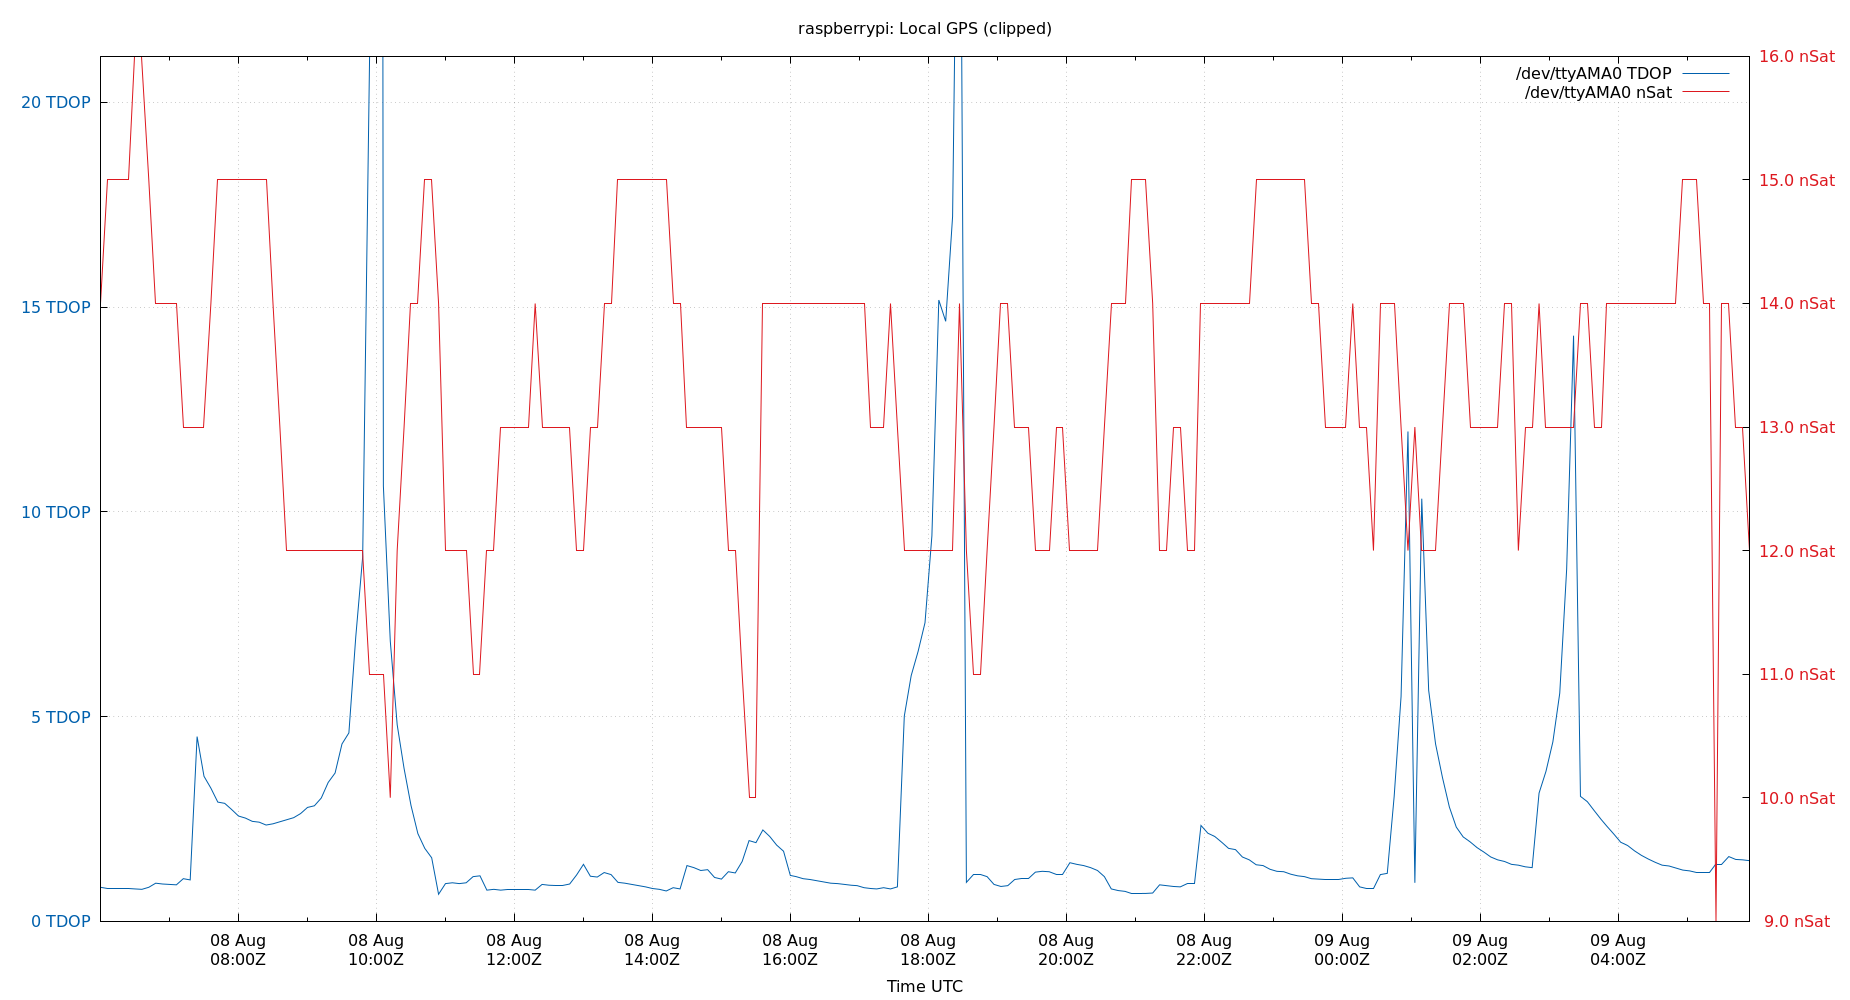 raspberrypi: Local GPS (clipped)
16.0 nSat
/dev/ttyAMA0 TDOP
/dev/ttyAMA0 nSat
20 TDOP
15.0 nSat
15 TDOP
14.0 nSat
13.0 nSat
10 TDOP
12.0 nSat
11.0 nSat
5 TDOP
10.0 nSat
0 TDOP
9.0 nSat
08 Aug 08 Aug 08 Aug 08 Aug 08 Aug 08 Aug 08 Aug 08 Aug 09 Aug 09 Aug 09 Aug
08:00Z 10:00Z 12:00Z 14:00Z 16:00Z 18:00Z 20:00Z 22:00Z 00:00Z 02:00Z 04:00Z
Time UTC